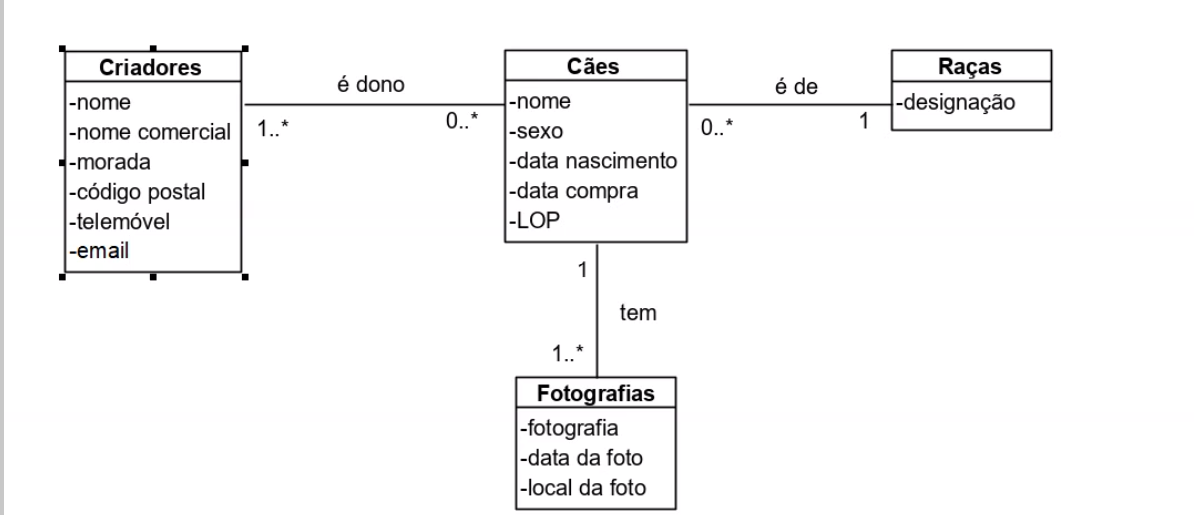 Criadores
-nome
-nome comercial
-morada
-código postal
-telemóvel
-email
é dono
1..*
0..*
Cães
-nome
-sexo
-data nascimento
-data compra
-LOP
é de
0..*
1
Raças
-designação
1
tem
1..*
Fotografias
-fotografia
-data da foto
-local da foto